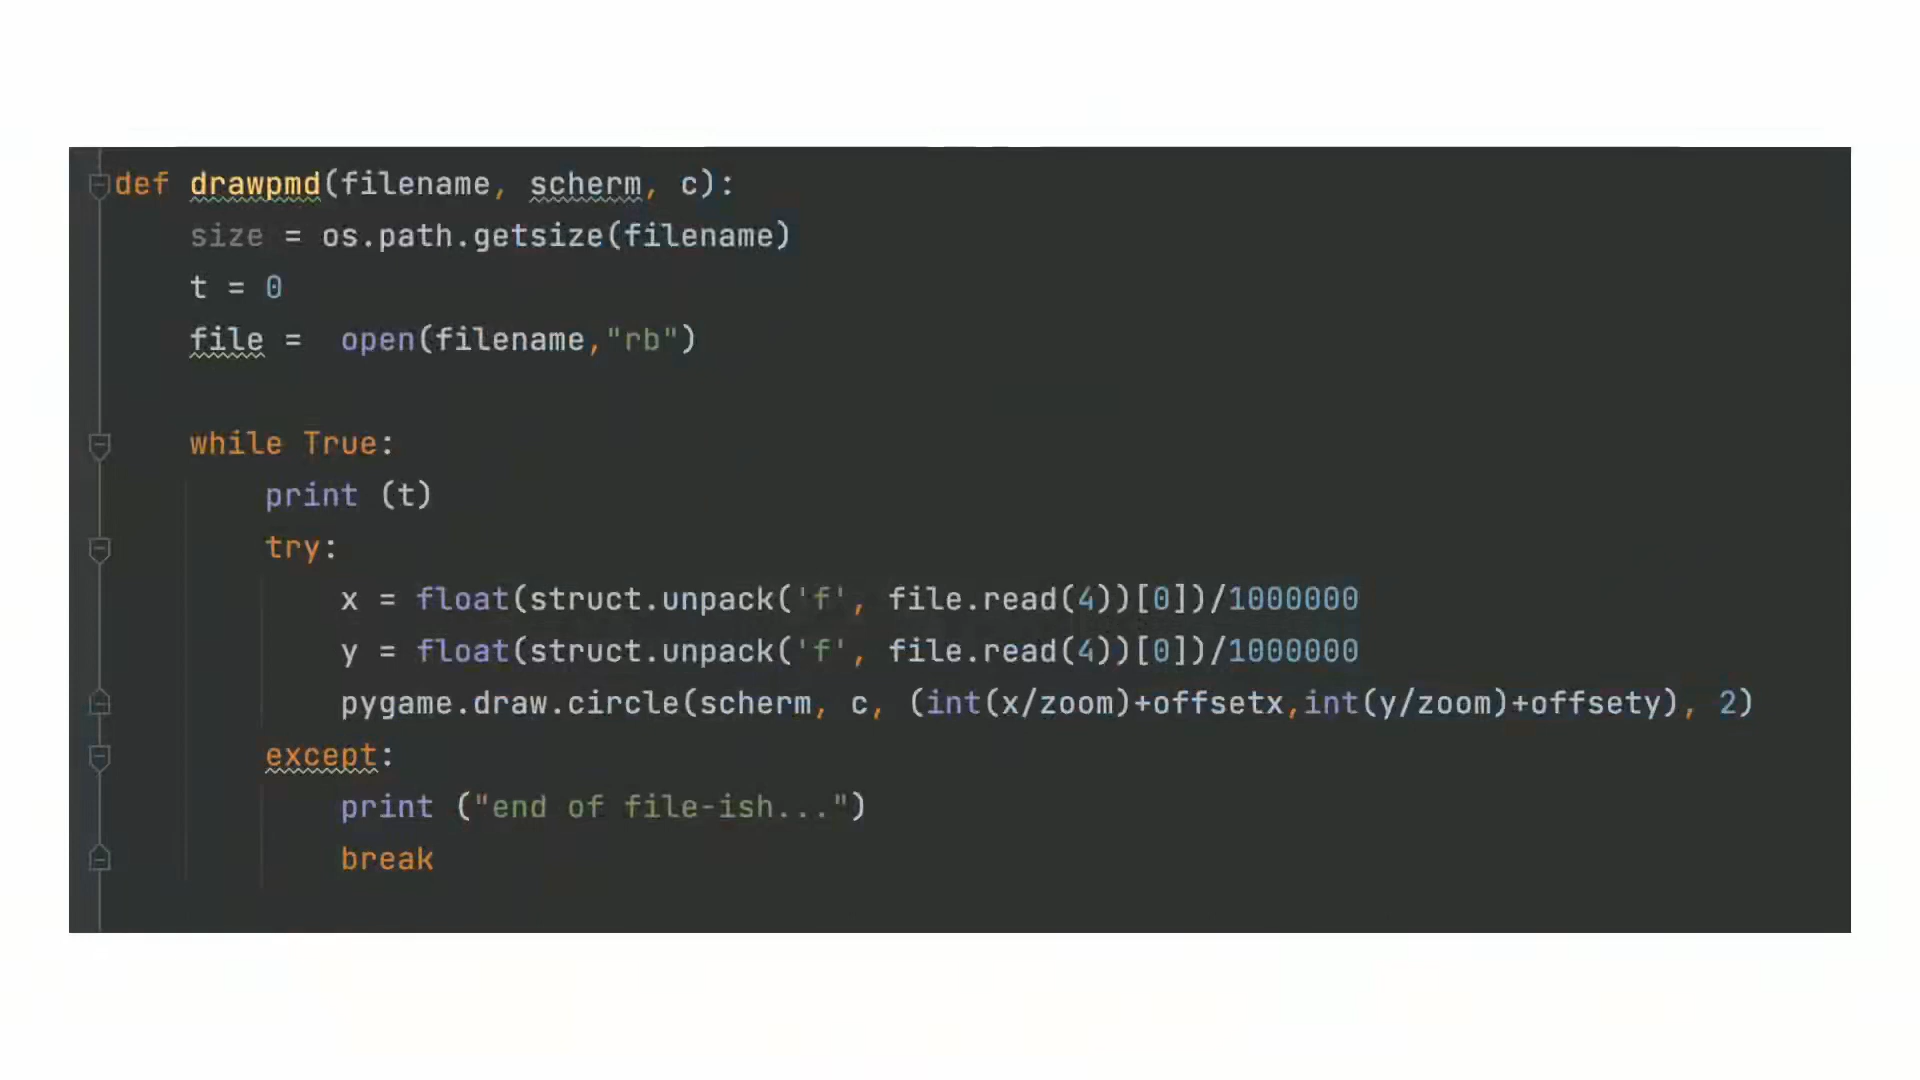 def drawpmd(filename, scherm, c):
    size = os.path.getsize(filename)
    t = 0
    file =  open(filename,"rb")

    while True:
        print (t)
        try:
            x = float(struct.unpack('f', file.read(4))[0])/1000000
            y = float(struct.unpack('f', file.read(4))[0])/1000000
            pygame.draw.circle(scherm, c, (int(x/zoom)+offsetx,int(y/zoom)+offsety), 2)
        except:
            print ("end of file-ish...")
            break